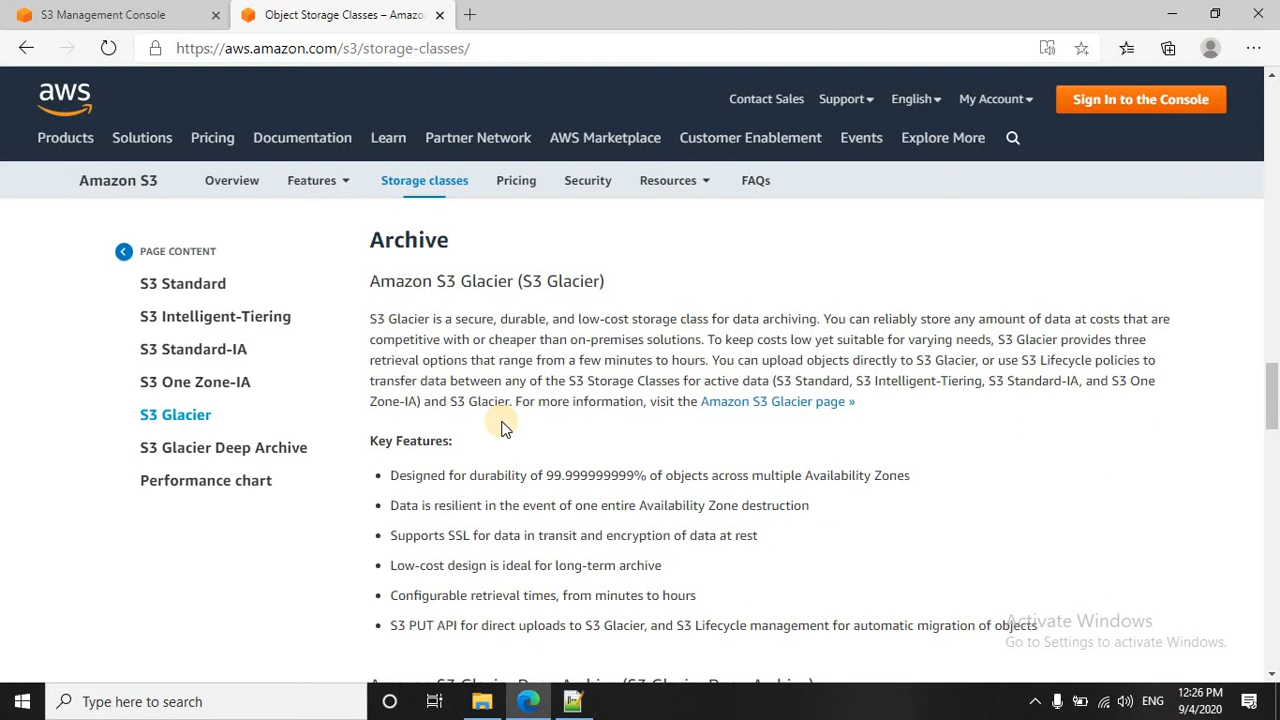 S3 Management Console
Object Storage Classes – Amazo
https://aws.amazon.com/s3/storage-classes/
aws
Contact Sales Support English My Account Sign In to the Console
Products Solutions Pricing Documentation Learn Partner Network AWS Marketplace Customer Enablement Events Explore More
Amazon S3 Overview Features Storage classes Pricing Security Resources FAQs
PAGE CONTENT
S3 Standard
S3 Intelligent-Tiering
S3 Standard-IA
S3 One Zone-IA
S3 Glacier
S3 Glacier Deep Archive
Performance chart
Archive
Amazon S3 Glacier (S3 Glacier)
S3 Glacier is a secure, durable, and low-cost storage class for data archiving. You can reliably store any amount of data at costs that are
competitive with or cheaper than on-premises solutions. To keep costs low yet suitable for varying needs, S3 Glacier provides three
retrieval options that range from a few minutes to hours. You can upload objects directly to S3 Glacier, or use S3 Lifecycle policies to
transfer data between any of the S3 Storage Classes for active data (S3 Standard, S3 Intelligent-Tiering, S3 Standard-IA, and S3 One
Zone-IA) and S3 Glacier. For more information, visit the Amazon S3 Glacier page »
Key Features:
• Designed for durability of 99.999999999% of objects across multiple Availability Zones
• Data is resilient in the event of one entire Availability Zone destruction
• Supports SSL for data in transit and encryption of data at rest
• Low-cost design is ideal for long-term archive
• Configurable retrieval times, from minutes to hours
• S3 PUT API for direct uploads to S3 Glacier, and S3 Lifecycle management for automatic migration of objects
Amazon S3 Glacier Deep Archive (S3 Glacier Deep Archive)
Activate Windows
Go to Settings to activate Windows.
Type here to search
ENG
12:26 PM
9/4/2020